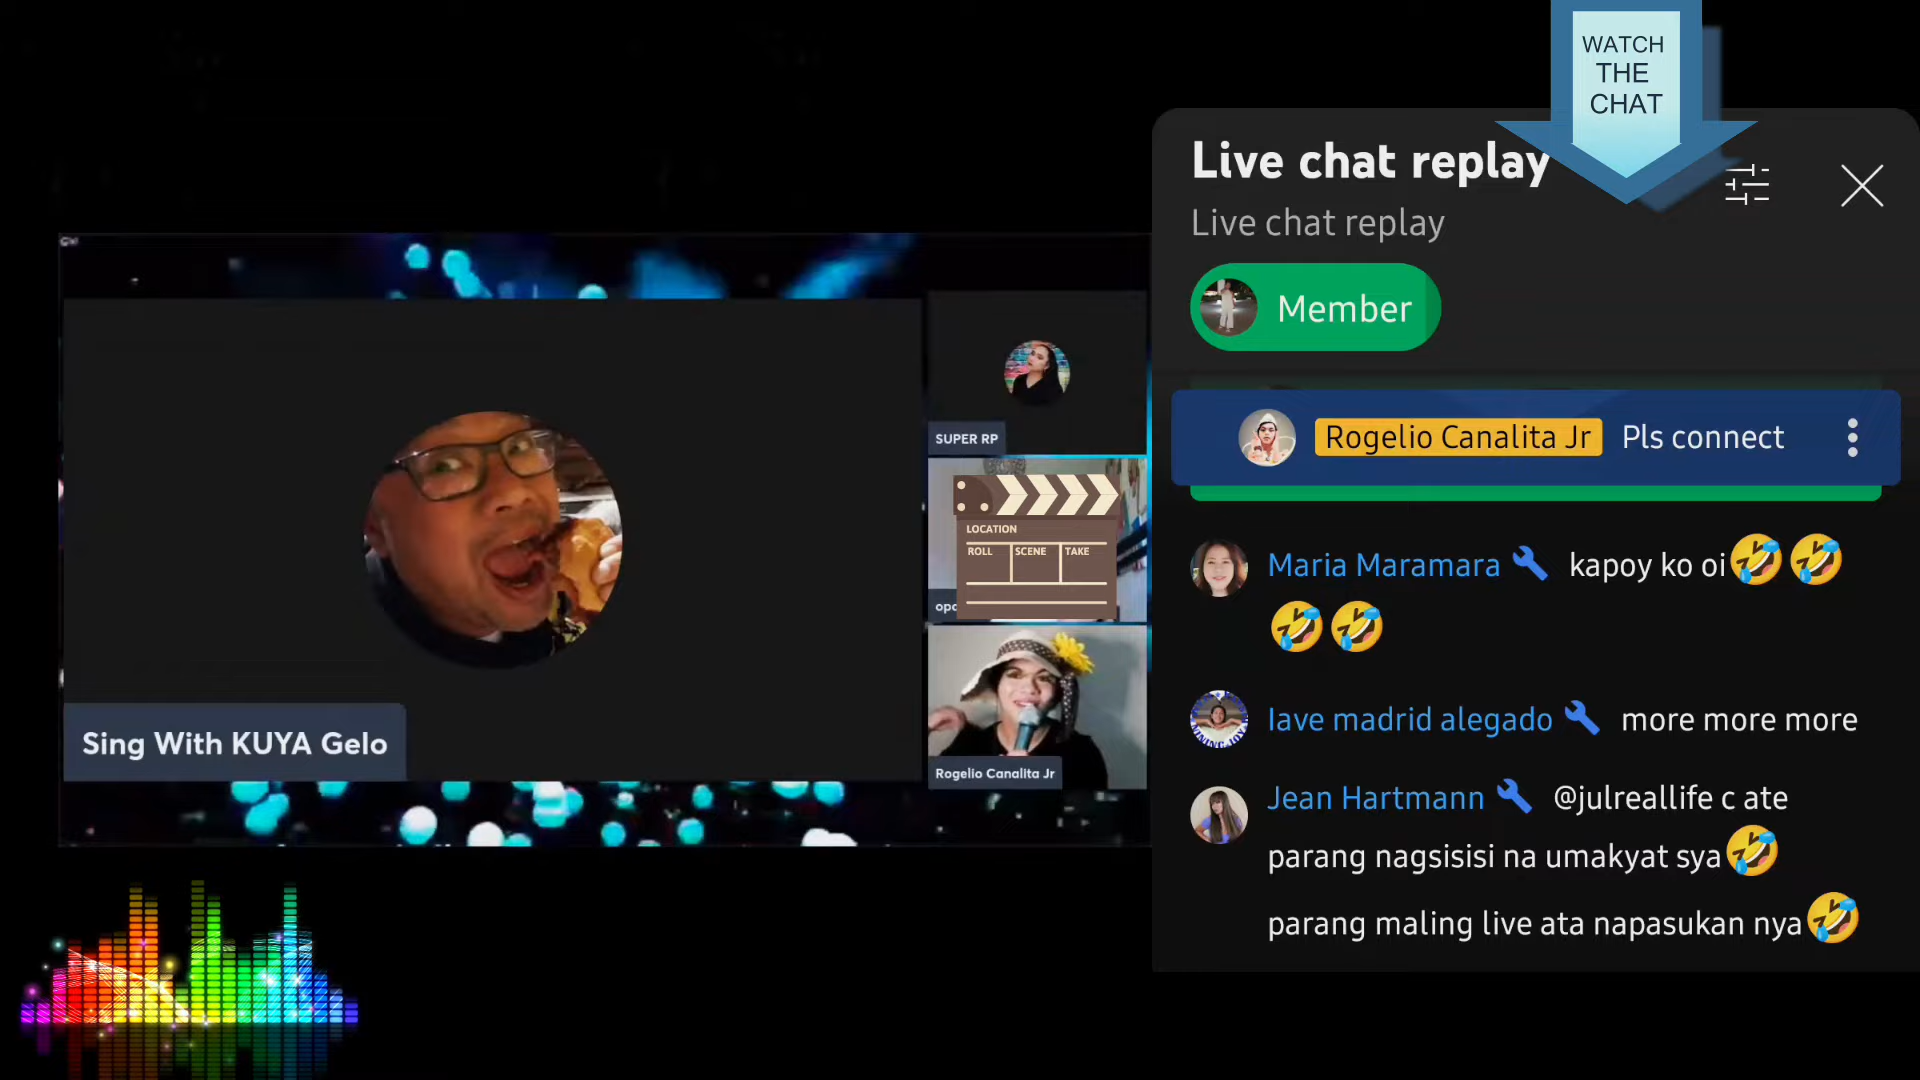 WATCH
THE
CHAT
Live chat replay
Live chat replay
Member
Rogelio Canalita Jr Pls connect
Maria Maramara kapoy ko oi🤣🤣
🤣🤣
lave madrid alegado more more more
Jean Hartmann @julreallife c ate
parang nagsisisi na umakyat sya🤣
parang maling live ata napasukan nya🤣
SUPER RP
LOCATION
ROLL SCENE TAKE
Rogelio Canalita Jr
Sing With KUYA Gelo